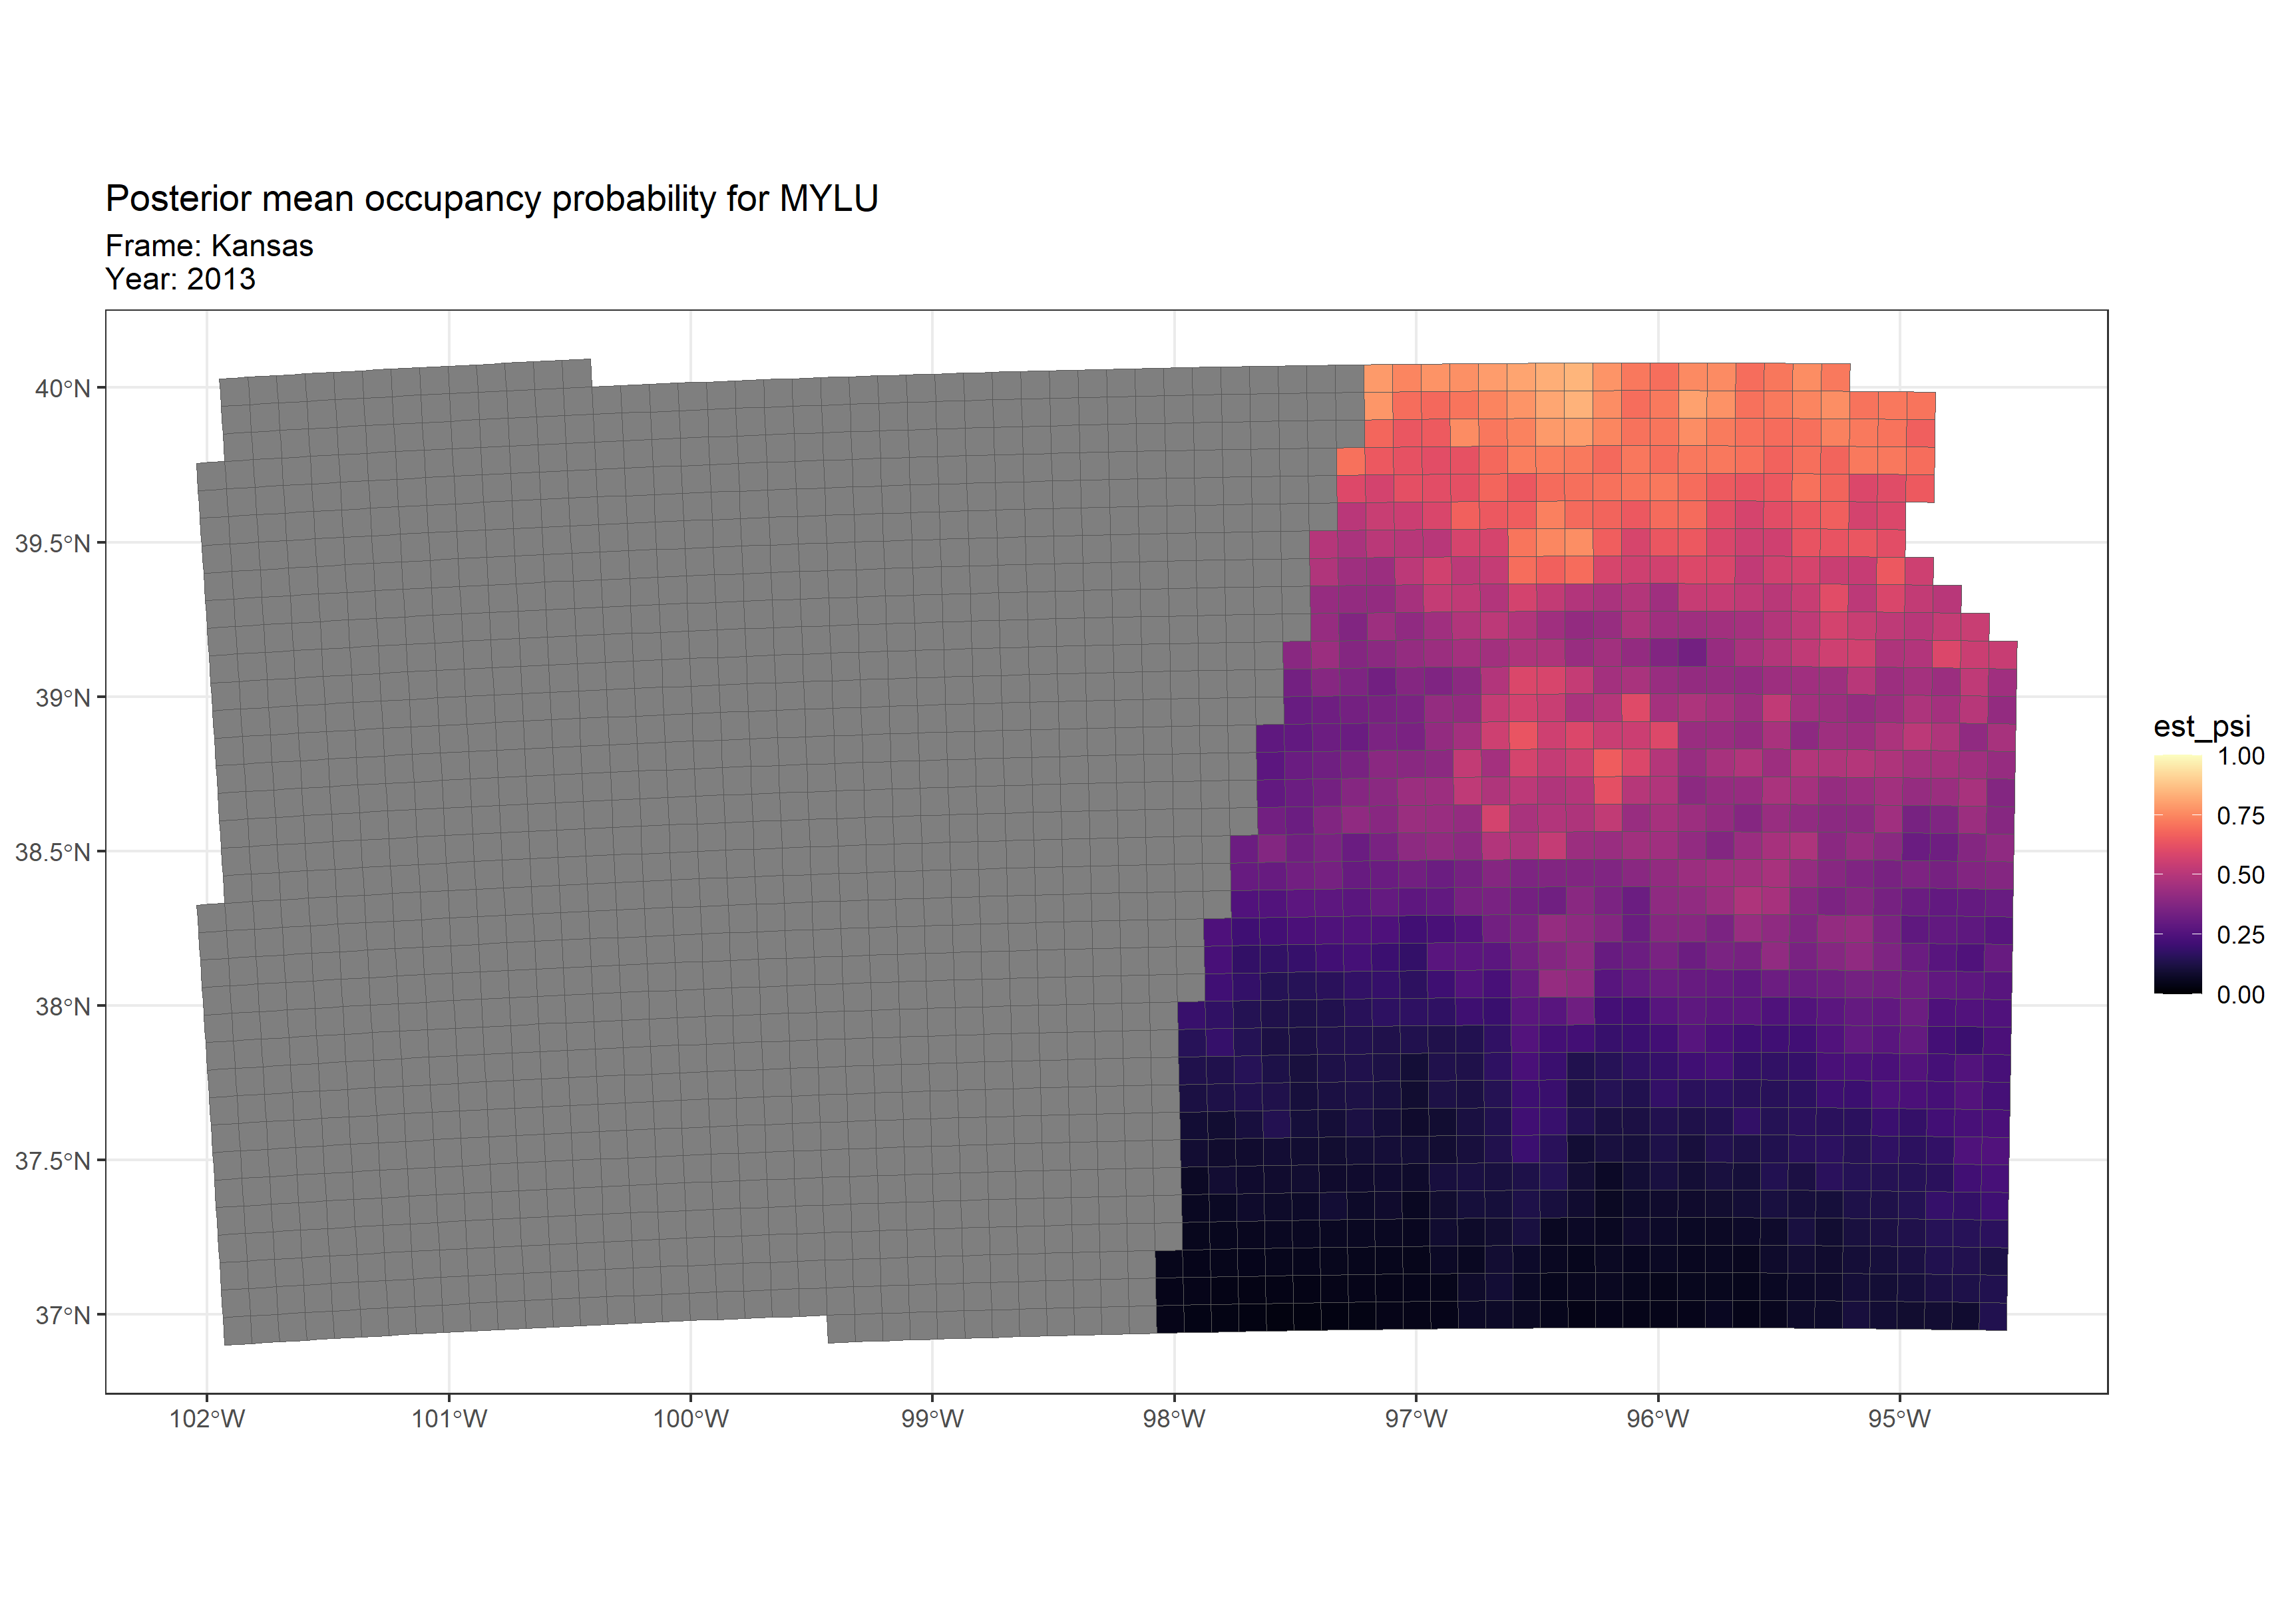 Posterior mean occupancy probability for MYLU
Frame: Kansas
Year: 2013
40°N
39.5°N
39°N
38.5°N
38°N
37.5°N
37°N
102°W
101°W
100°W
99°W
98°W
97°W
96°W
95°W
est_psi
1.00
0.75
0.50
0.25
0.00